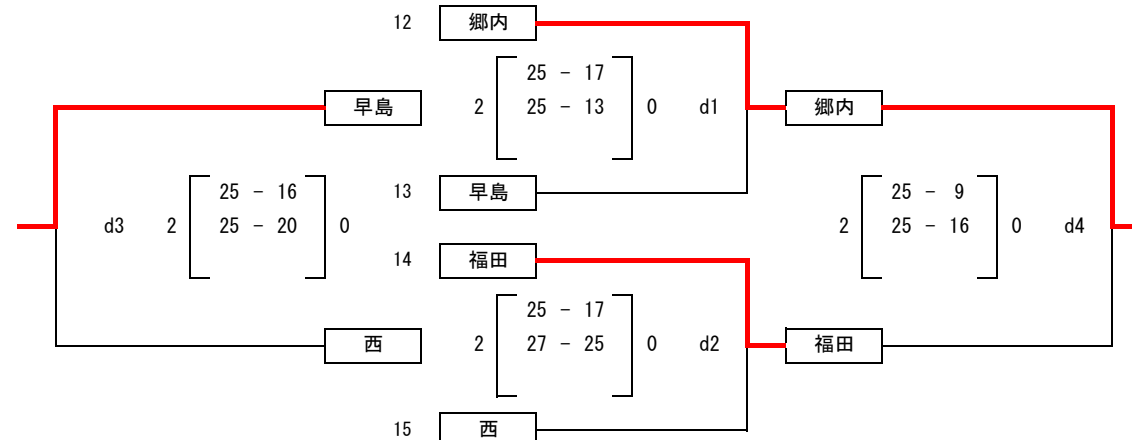 12 郷内
25 - 17
早島 2 25 - 13 0 d1 郷内
25 - 16 13 早島 25 - 9
d3 2 25 - 20 0 2 25 - 16 0 d4
14 福田
25 - 17
西 2 27 - 25 0 d2 福田
15 西